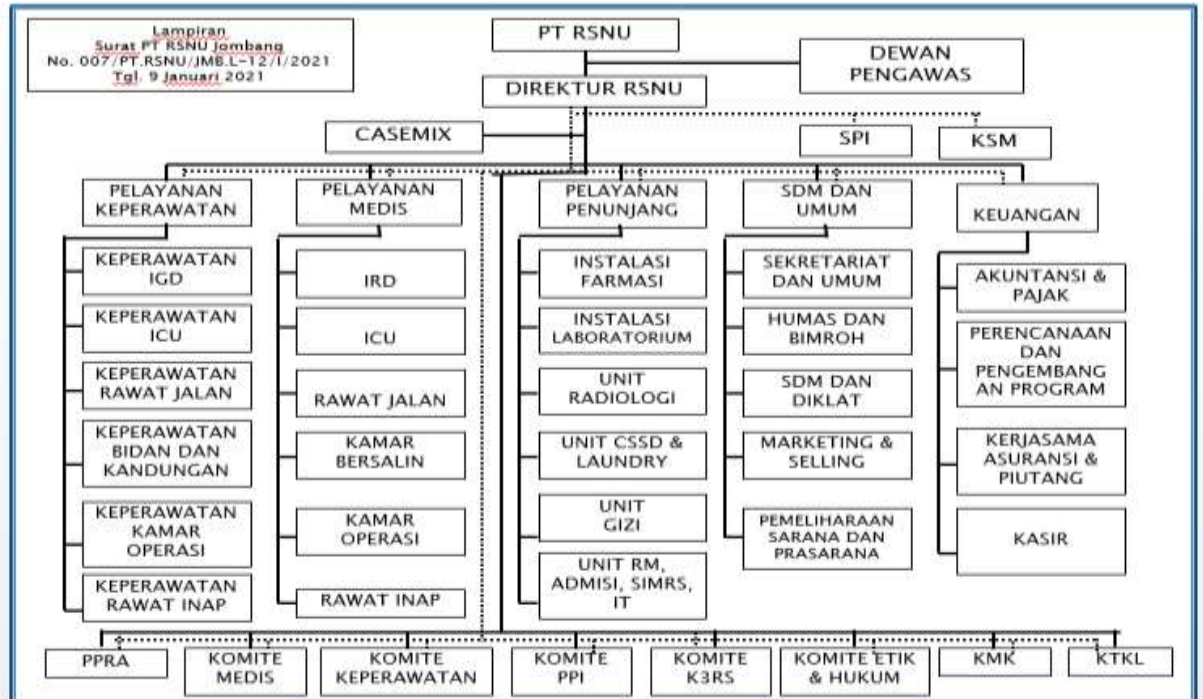 Lampiran
Surat PT RSNU Jombang
No. 007/PT.RSNU/JMB.L-12/I/2021
Tgl. 9 Januari 2021
PT RSNU
DEWAN
PENGAWAS
DIREKTUR RSNU
CASEMIX
SPI
KSM
PELAYANAN
KEPERAWATAN
PELAYANAN
MEDIS
PELAYANAN
PENUNJANG
SDM DAN
UMUM
KEUANGAN
KEPERAWATAN
IGD
KEPERAWATAN
ICU
KEPERAWATAN
RAWAT JALAN
KEPERAWATAN
BIDAN DAN
KANDUNGAN
KEPERAWATAN
KAMAR
OPERASI
KEPERAWATAN
RAWAT INAP
IRD
ICU
RAWAT JALAN
KAMAR
BERSALIN
KAMAR
OPERASI
RAWAT INAP
INSTALASI
FARMASI
INSTALASI
LABORATORIUM
UNIT
RADIOLOGI
UNIT CSSD &
LAUNDRY
UNIT
GIZI
UNIT RM,
ADMISI, SIMRS,
IT
SEKRETARIAT
DAN UMUM
HUMAS DAN
BIMROH
SDM DAN
DIKLAT
MARKETING &
SELLING
PEMELIHARAAN
SARANA DAN
PRASARANA
AKUNTANSI &
PAJAK
PERENCANAAN
DAN
PENGEMBANG
AN PROGRAM
KERJASAMA
ASURANSI &
PIUTANG
KASIR
PPRA
KOMITE
MEDIS
KOMITE
KEPERAWATAN
KOMITE
PPI
KOMITE
K3RS
KOMITE ETIK
& HUKUM
KMK
KTKL